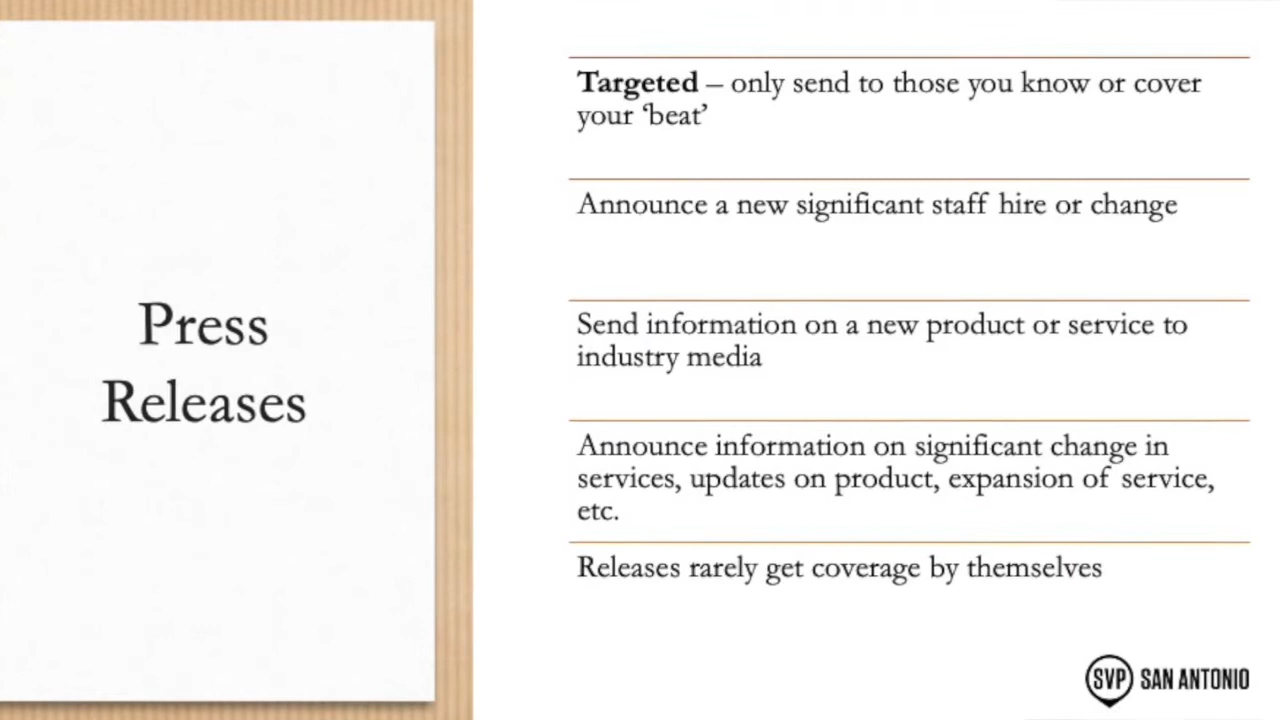 Press
Releases
Targeted – only send to those you know or cover
your ‘beat’
Announce a new significant staff hire or change
Send information on a new product or service to
industry media
Announce information on significant change in
services, updates on product, expansion of service,
etc.
Releases rarely get coverage by themselves
SVP SAN ANTONIO